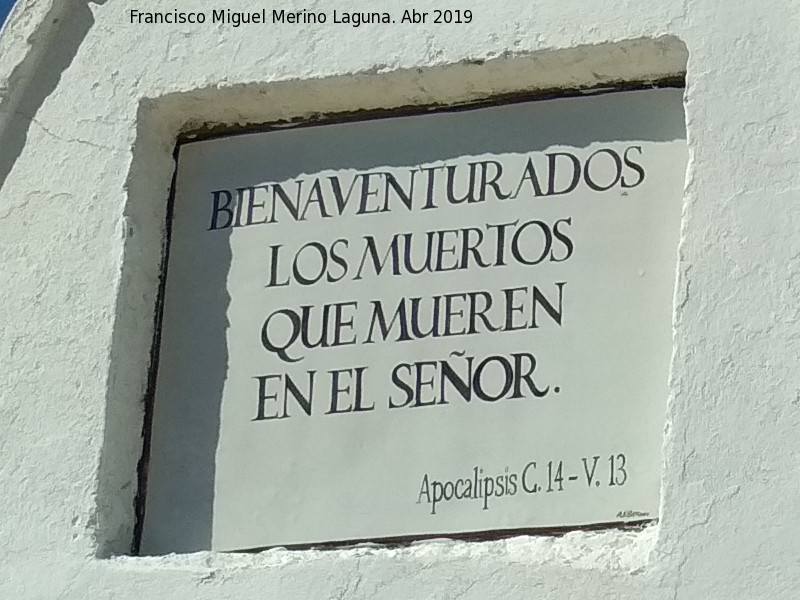 Francisco Miguel Merino Laguna. Abr 2019
BIENAVENTURADOS
LOS MUERTOS
QUE MUEREN
EN EL SEÑOR.
Apocalipsis C. 14 - V. 13